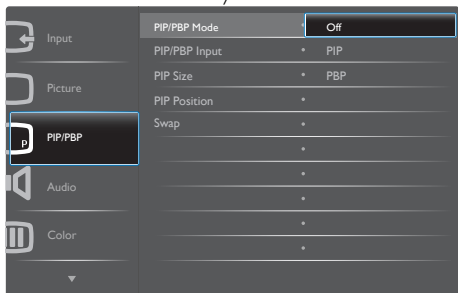 Input
Picture
P
PIP/PBP
Audio
Color
PIP/PBP Mode
PIP/PBP Input
PIP Size
PIP Position
Swap
Off
PIP
PBP